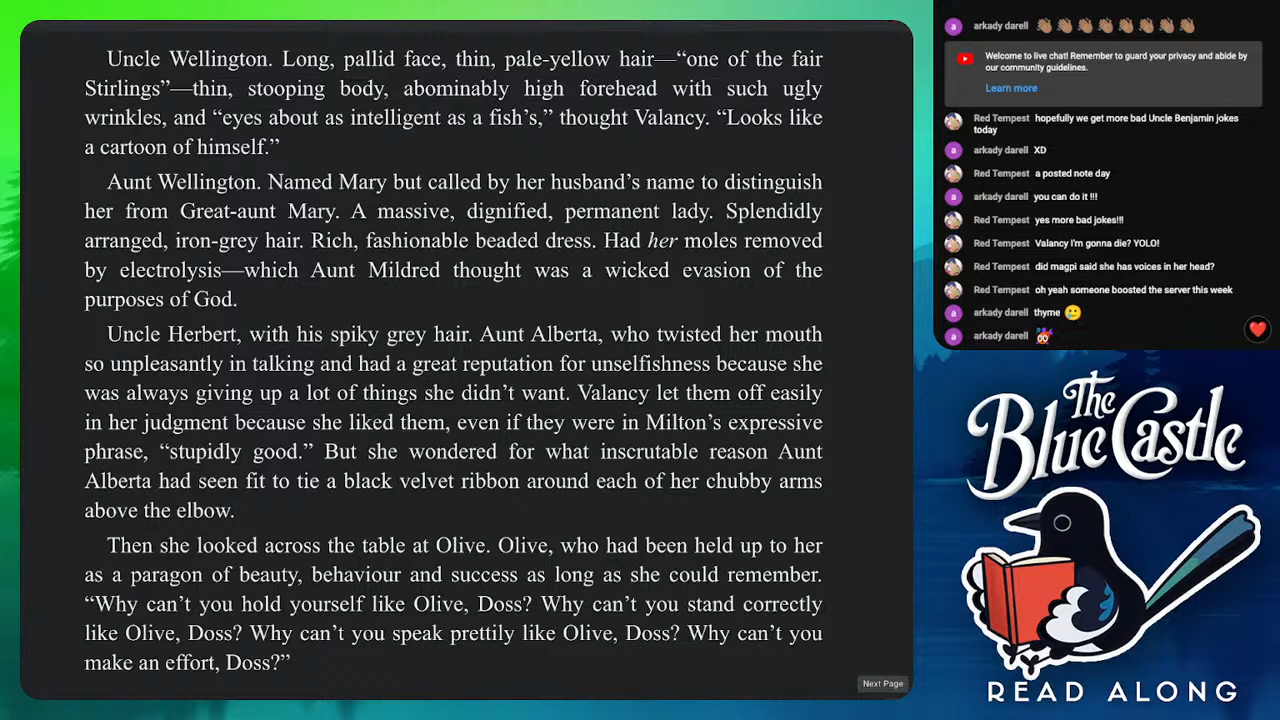 Uncle Wellington. Long, pallid face, thin, pale-yellow hair—“one of the fair
Stirlings”—thin, stooping body, abominably high forehead with such ugly
wrinkles, and “eyes about as intelligent as a fish’s,” thought Valancy. “Looks like
a cartoon of himself.”
Aunt Wellington. Named Mary but called by her husband’s name to distinguish
her from Great-aunt Mary. A massive, dignified, permanent lady. Splendidly
arranged, iron-grey hair. Rich, fashionable beaded dress. Had her moles removed
by electrolysis—which Aunt Mildred thought was a wicked evasion of the
purposes of God.
Uncle Herbert, with his spiky grey hair. Aunt Alberta, who twisted her mouth
so unpleasantly in talking and had a great reputation for unselfishness because she
was always giving up a lot of things she didn’t want. Valancy let them off easily
in her judgment because she liked them, even if they were in Milton’s expressive
phrase, “stupidly good.” But she wondered for what inscrutable reason Aunt
Alberta had seen fit to tie a black velvet ribbon around each of her chubby arms
above the elbow.
Then she looked across the table at Olive. Olive, who had been held up to her
as a paragon of beauty, behaviour and success as long as she could remember.
“Why can’t you hold yourself like Olive, Doss? Why can’t you stand correctly
like Olive, Doss? Why can’t you speak prettily like Olive, Doss? Why can’t you
make an effort, Doss?”
Next Page
a arkady darell 👏🏽👏🏽👏🏽👏🏽👏🏽👏🏽👏🏽👏🏽
Welcome to live chat! Remember to guard your privacy and abide by
our community guidelines.
Learn more
Red Tempest hopefully we get more bad Uncle Benjamin jokes
today
a arkady darell XD
Red Tempest a posted note day
a arkady darell you can do it !!!
Red Tempest yes more bad jokes!!!
Red Tempest Valancy I'm gonna die? YOLO!
Red Tempest did magpi said she has voices in her head?
Red Tempest oh yeah someone boosted the server this week
a arkady darell thyme 🥲
a arkady darell
The
Blue Castle
READ ALONG